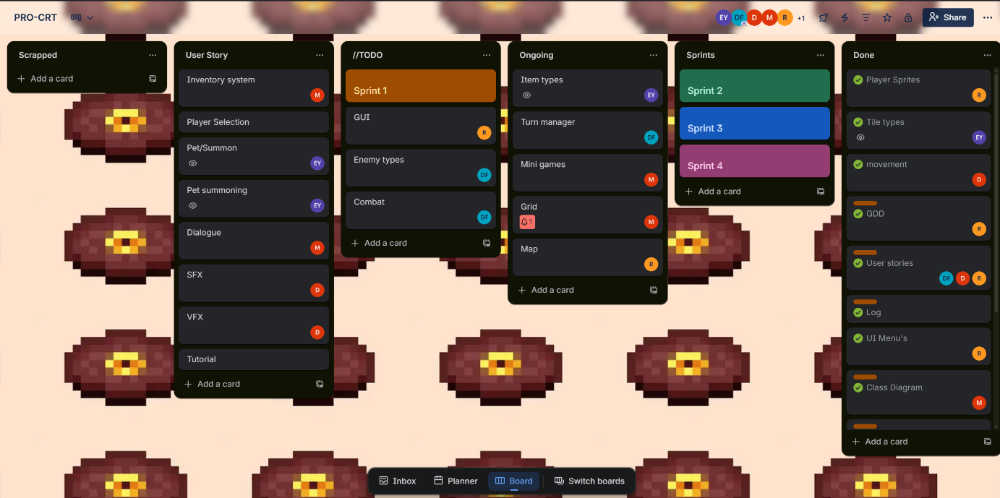 PRO-CRT
EY DF D M R +1
Share
Scrapped
Add a card
User Story
Inventory system
M
Player Selection
Pet/Summon
EY
Pet summoning
EY
Dialogue
M
SFX
D
VFX
D
Tutorial
Add a card
//TODO
Sprint 1
GUI
R
Enemy types
DF
Combat
DF
Add a card
Ongoing
Item types
EY
Turn manager
DF
Mini games
M
Grid
1
M
Map
R
Add a card
Sprints
Sprint 2
Sprint 3
Sprint 4
Add a card
Done
Player Sprites
R
Tile types
EY
movement
D
GDD
R
User stories
DF D R
Log
UI Menu's
R
Class Diagram
M
Add a card
Inbox Planner Board Switch boards